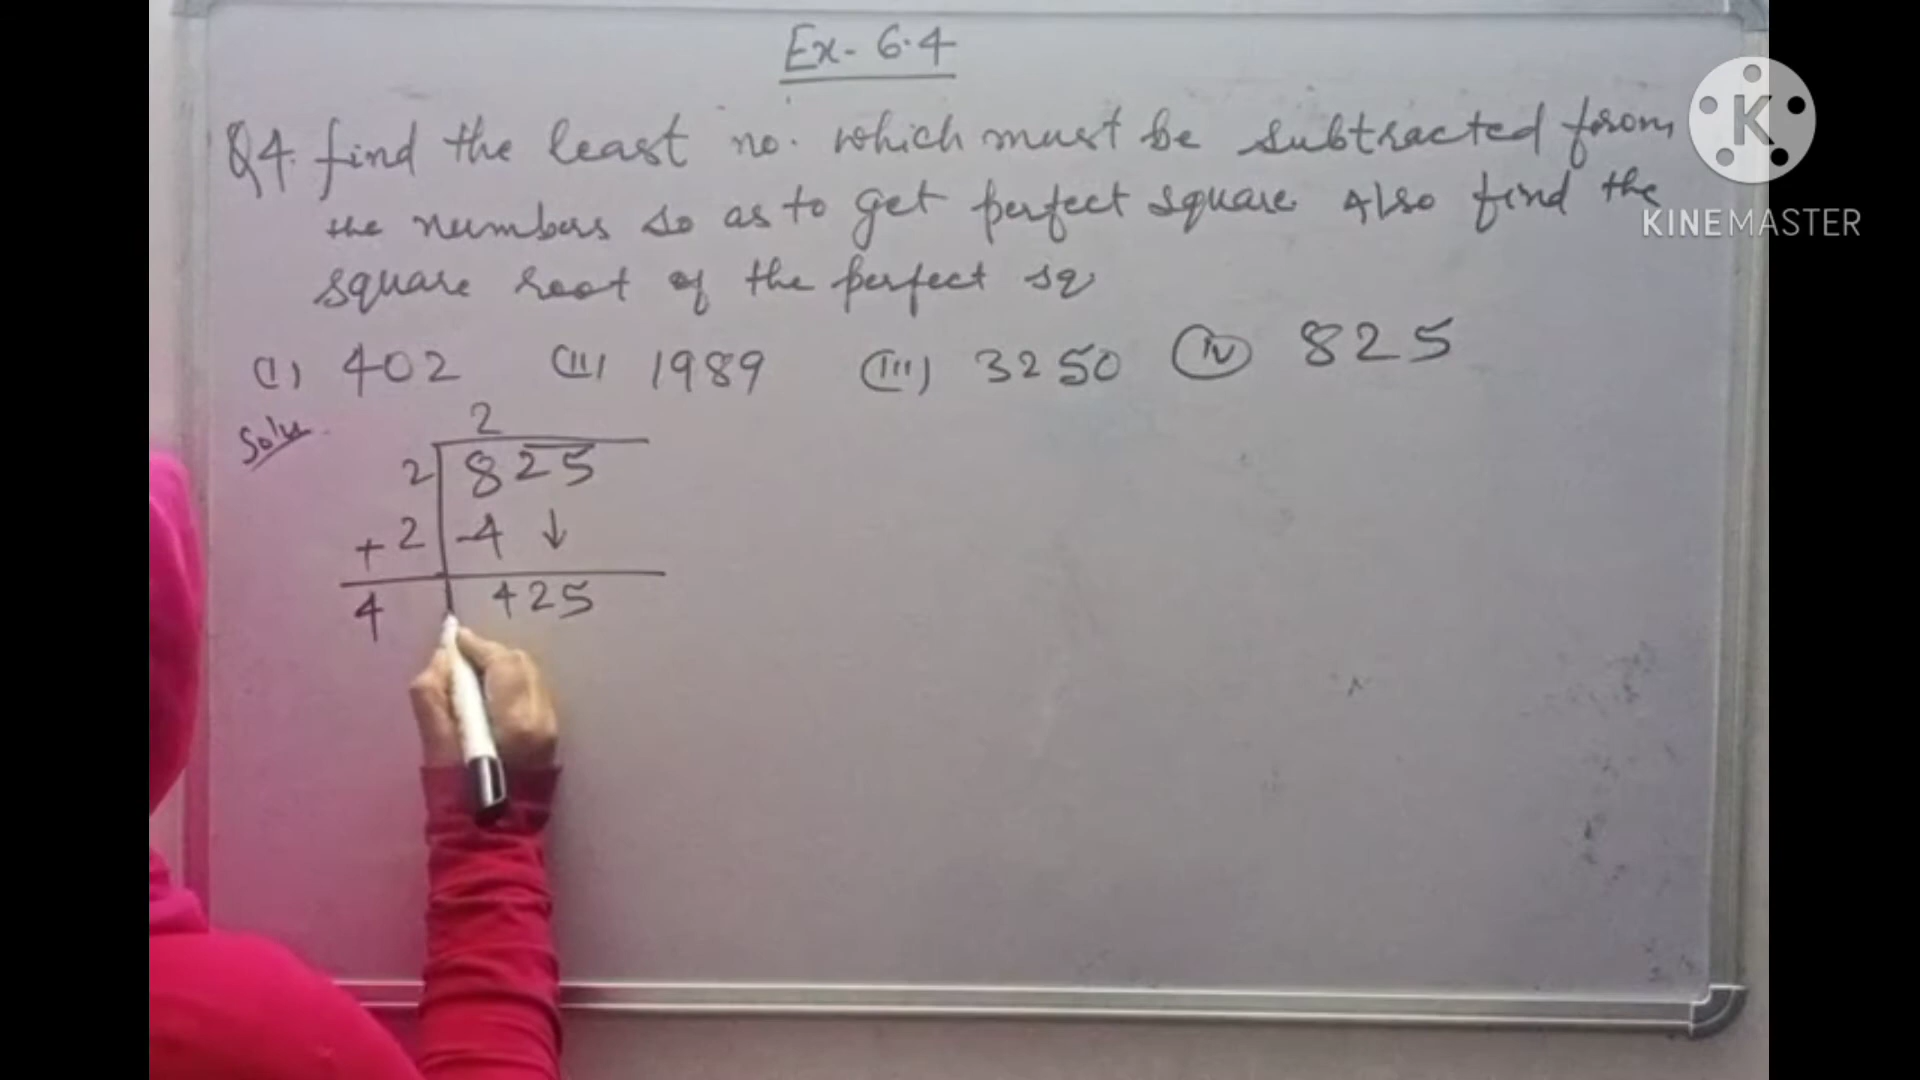 Ex- 6.4
Q4. find the least no. which must be subtracted from
the numbers so as to get perfect square. Also find the
square root of the perfect sq
(i) 402 (ii) 1989 (iii) 3250 (iv) 825
Soln.
2
2 825
+2 -4 ↓
4 425
K
KINEMASTER